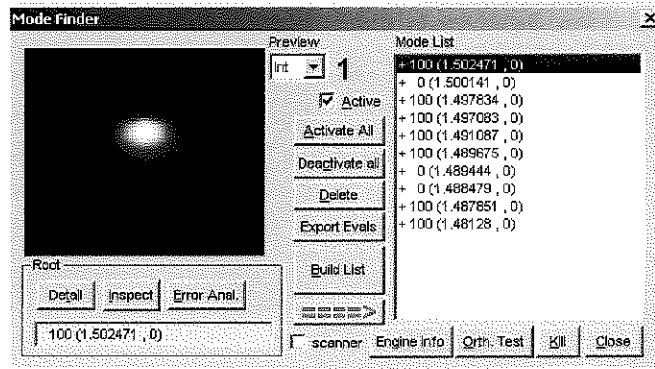 Mode Finder
Preview
Int
1
Active
Activate All
Deactivate all
Delete
Export Evals
Build List
====>
scanner
Mode List
+ 100 (1.502471 , 0)
+ 0 (1.500141 , 0)
+ 100 (1.497834 , 0)
+ 100 (1.497083 , 0)
+ 100 (1.491087 , 0)
+ 100 (1.489675 , 0)
+ 0 (1.489444 , 0)
+ 0 (1.488479 , 0)
+ 100 (1.487851 , 0)
+ 100 (1.48128 , 0)
Root
Detail Inspect Error Anal.
100 (1.502471 , 0)
Engine Info Orth. Test Kill Close